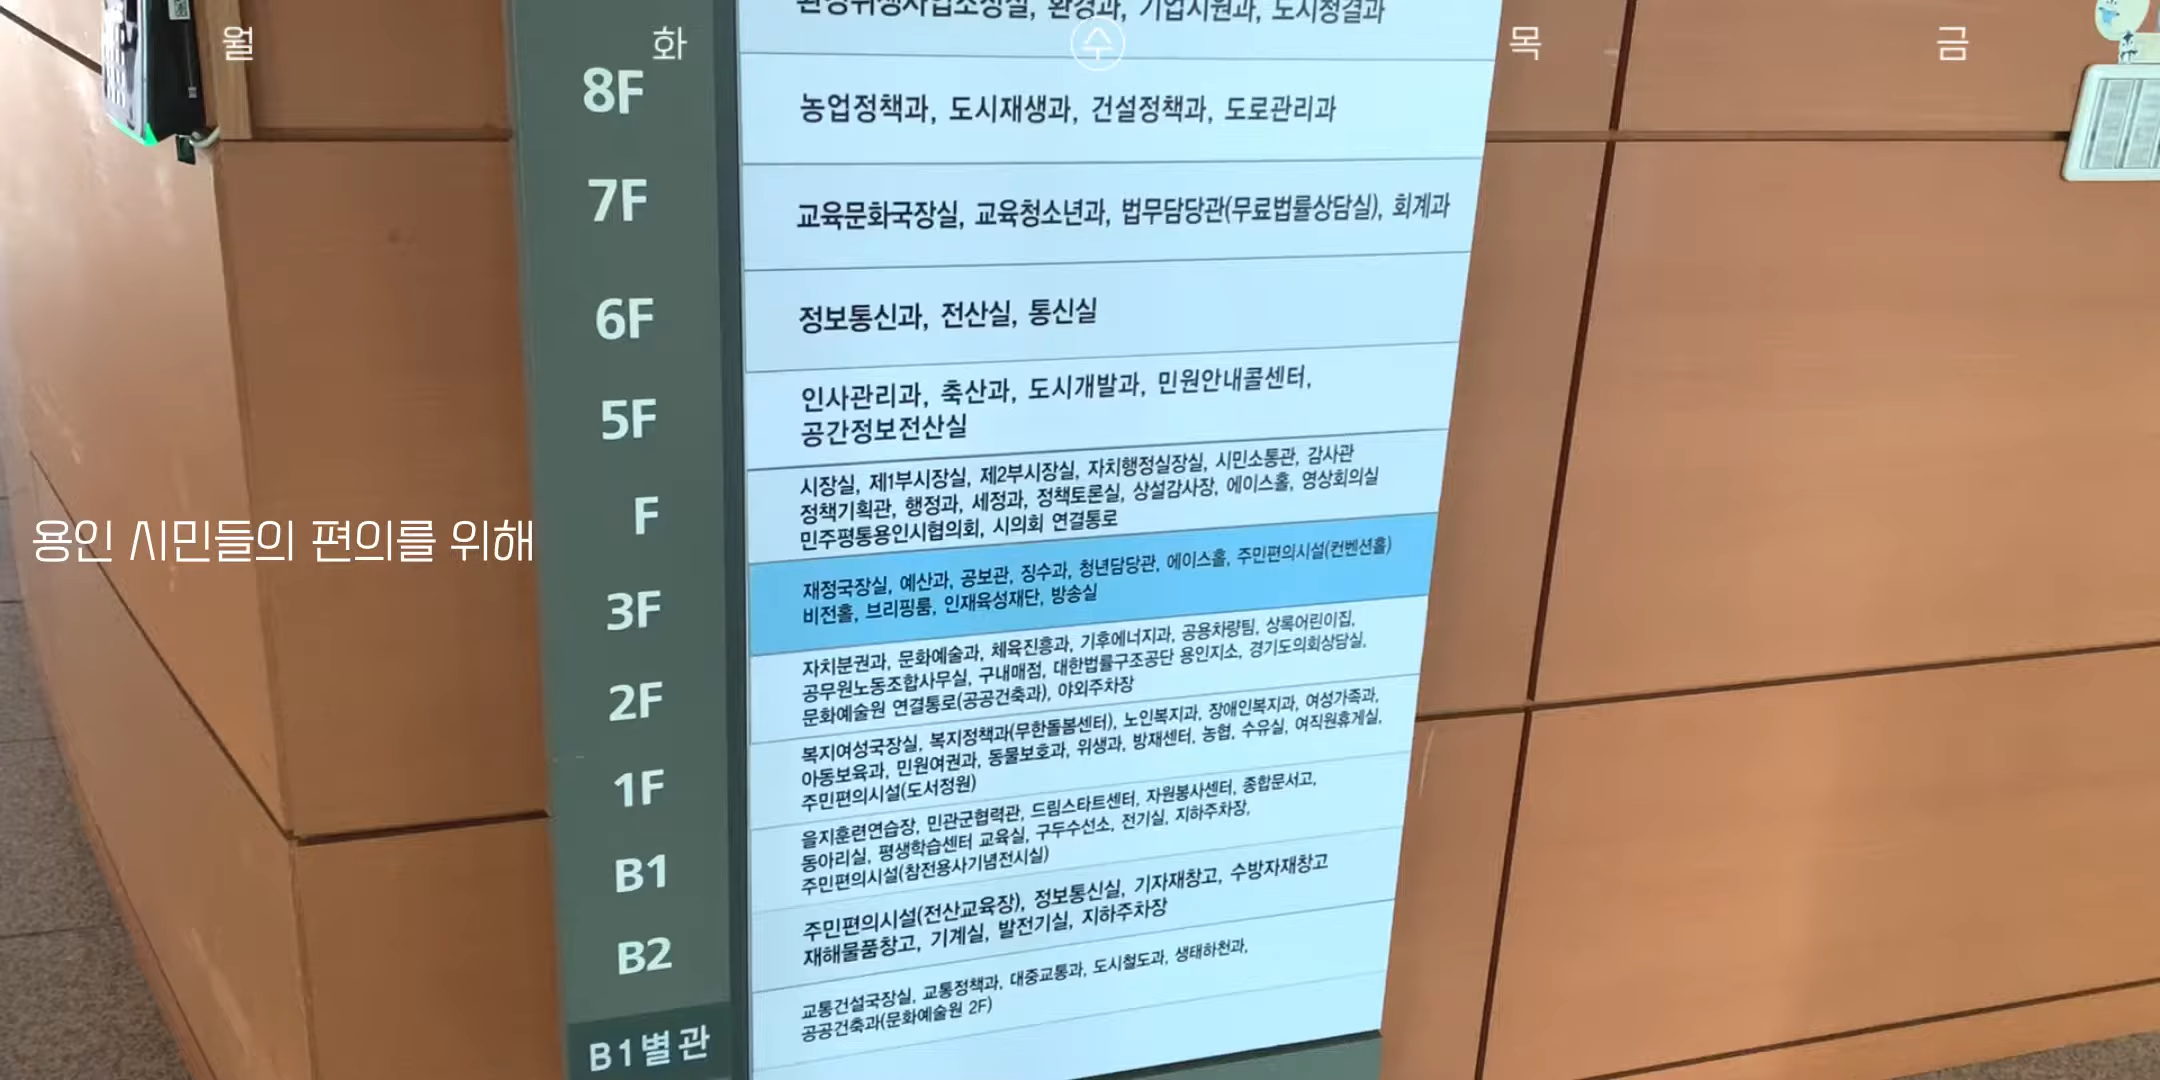 월 화 수 목 금
환경위생사업소장실, 환경과, 기업지원과, 도시청결과
8F
농업정책과, 도시재생과, 건설정책과, 도로관리과
7F
교육문화국장실, 교육청소년과, 법무담당관(무료법률상담실), 회계과
6F
정보통신과, 전산실, 통신실
5F
인사관리과, 축산과, 도시개발과, 민원안내콜센터,
공간정보전산실
F
시장실, 제1부시장실, 제2부시장실, 자치행정실장실, 시민소통관, 감사관
정책기획관, 행정과, 세정과, 정책토론실, 상설감사장, 에이스홀, 영상회의실
민주평통용인시협의회, 시의회 연결통로
용인 시민들의 편의를 위해
3F
재정국장실, 예산과, 공보관, 징수과, 청년담당관, 에이스홀, 주민편의시설(컨벤션홀)
비전홀, 브리핑룸, 인재육성재단, 방송실
2F
자치분권과, 문화예술과, 체육진흥과, 기후에너지과, 공용차량팀, 상록어린이집,
공무원노동조합사무실, 구내매점, 대한법률구조공단 용인지소, 경기도의회상담실,
문화예술원 연결통로(공공건축과), 야외주차장
1F
복지여성국장실, 복지정책과(무한돌봄센터), 노인복지과, 장애인복지과, 여성가족과,
아동보육과, 민원여권과, 동물보호과, 위생과, 방재센터, 농협, 수유실, 여직원휴게실,
주민편의시설(도서정원)
B1
을지훈련연습장, 민관군협력관, 드림스타트센터, 자원봉사센터, 종합문서고,
동아리실, 평생학습센터 교육실, 구두수선소, 전기실, 지하주차장,
주민편의시설(참전용사기념전시실)
B2
주민편의시설(전산교육장), 정보통신실, 기자재창고, 수방자재창고
재해물품창고, 기계실, 발전기실, 지하주차장
B1별관
교통건설국장실, 교통정책과, 대중교통과, 도시철도과, 생태하천과,
공공건축과(문화예술원 2F)